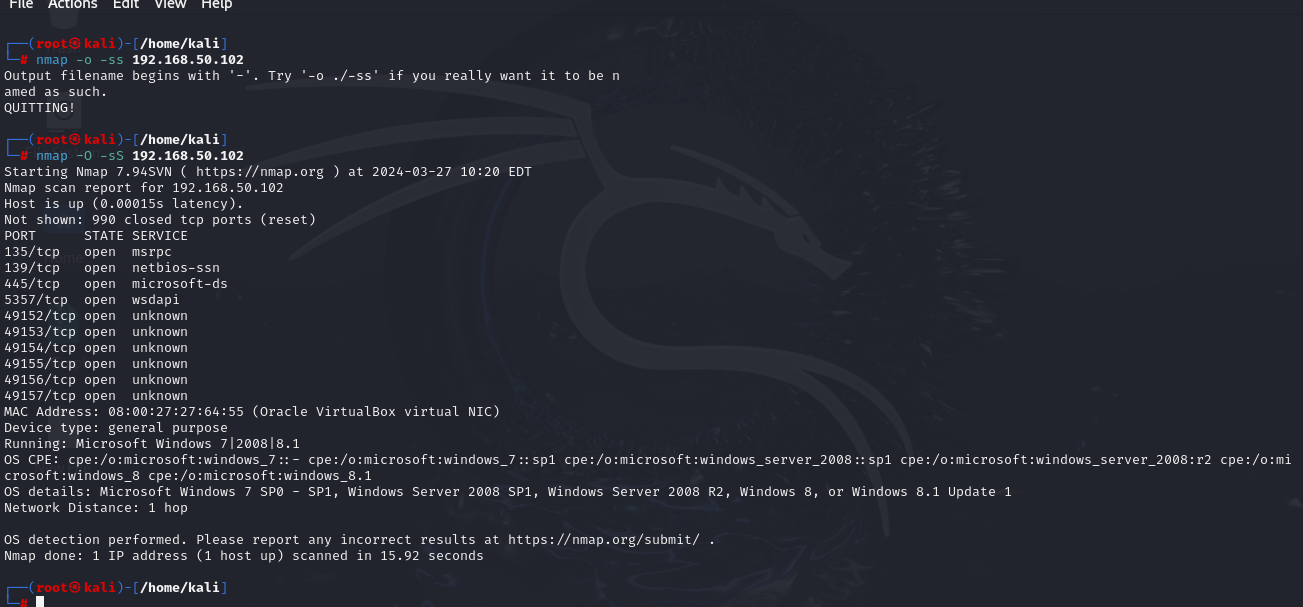 File Actions Edit View Help
┌──(root㉿kali)-[/home/kali]
└─# nmap -o -ss 192.168.50.102
Output filename begins with '-'. Try '-o ./-ss' if you really want it to be n
amed as such.
QUITTING!
┌──(root㉿kali)-[/home/kali]
└─# nmap -O -sS 192.168.50.102
Starting Nmap 7.94SVN ( https://nmap.org ) at 2024-03-27 10:20 EDT
Nmap scan report for 192.168.50.102
Host is up (0.00015s latency).
Not shown: 990 closed tcp ports (reset)
PORT      STATE SERVICE
135/tcp   open  msrpc
139/tcp   open  netbios-ssn
445/tcp   open  microsoft-ds
5357/tcp  open  wsdapi
49152/tcp open  unknown
49153/tcp open  unknown
49154/tcp open  unknown
49155/tcp open  unknown
49156/tcp open  unknown
49157/tcp open  unknown
MAC Address: 08:00:27:27:64:55 (Oracle VirtualBox virtual NIC)
Device type: general purpose
Running: Microsoft Windows 7|2008|8.1
OS CPE: cpe:/o:microsoft:windows_7::- cpe:/o:microsoft:windows_7::sp1 cpe:/o:microsoft:windows_server_2008::sp1 cpe:/o:microsoft:windows_server_2008:r2 cpe:/o:mi
crosoft:windows_8 cpe:/o:microsoft:windows_8.1
OS details: Microsoft Windows 7 SP0 - SP1, Windows Server 2008 SP1, Windows Server 2008 R2, Windows 8, or Windows 8.1 Update 1
Network Distance: 1 hop
OS detection performed. Please report any incorrect results at https://nmap.org/submit/ .
Nmap done: 1 IP address (1 host up) scanned in 15.92 seconds
┌──(root㉿kali)-[/home/kali]
└─#